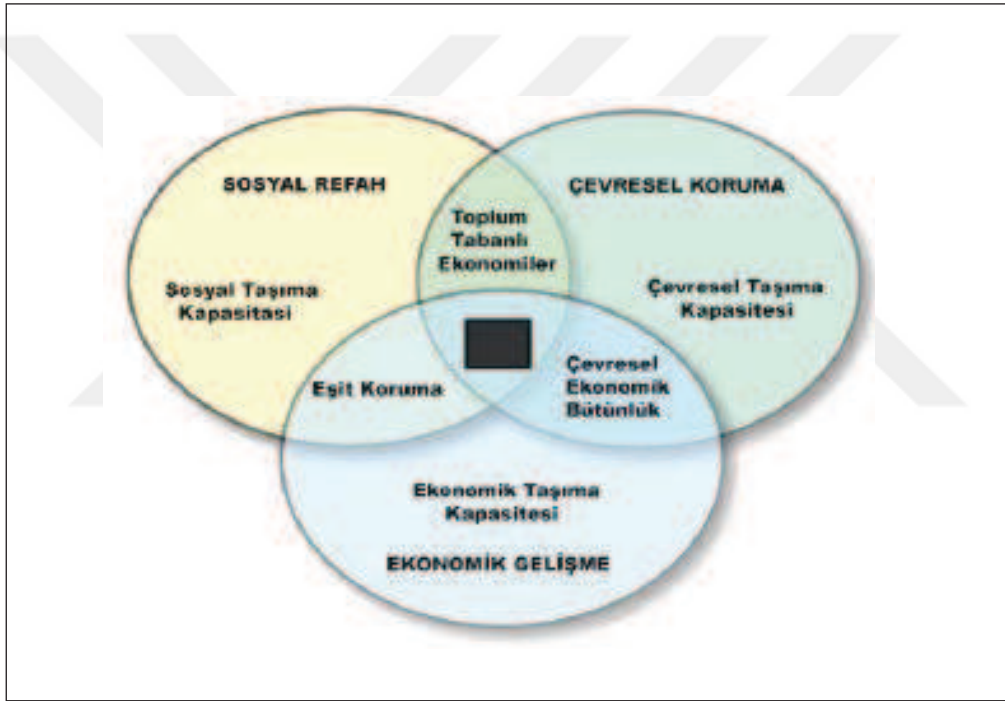 SOSYAL REFAH
Sosyal Taşıma
Kapasitasi
Toplum
Tabanlı
Ekonomiler
ÇEVRESEL KORUMA
Çevresel Taşıma
Kapasitesi
Eşit Koruma
Çevresel
Ekonomik
Bütünlük
Ekonomik Taşıma
Kapasitesi
EKONOMİK GELİŞME